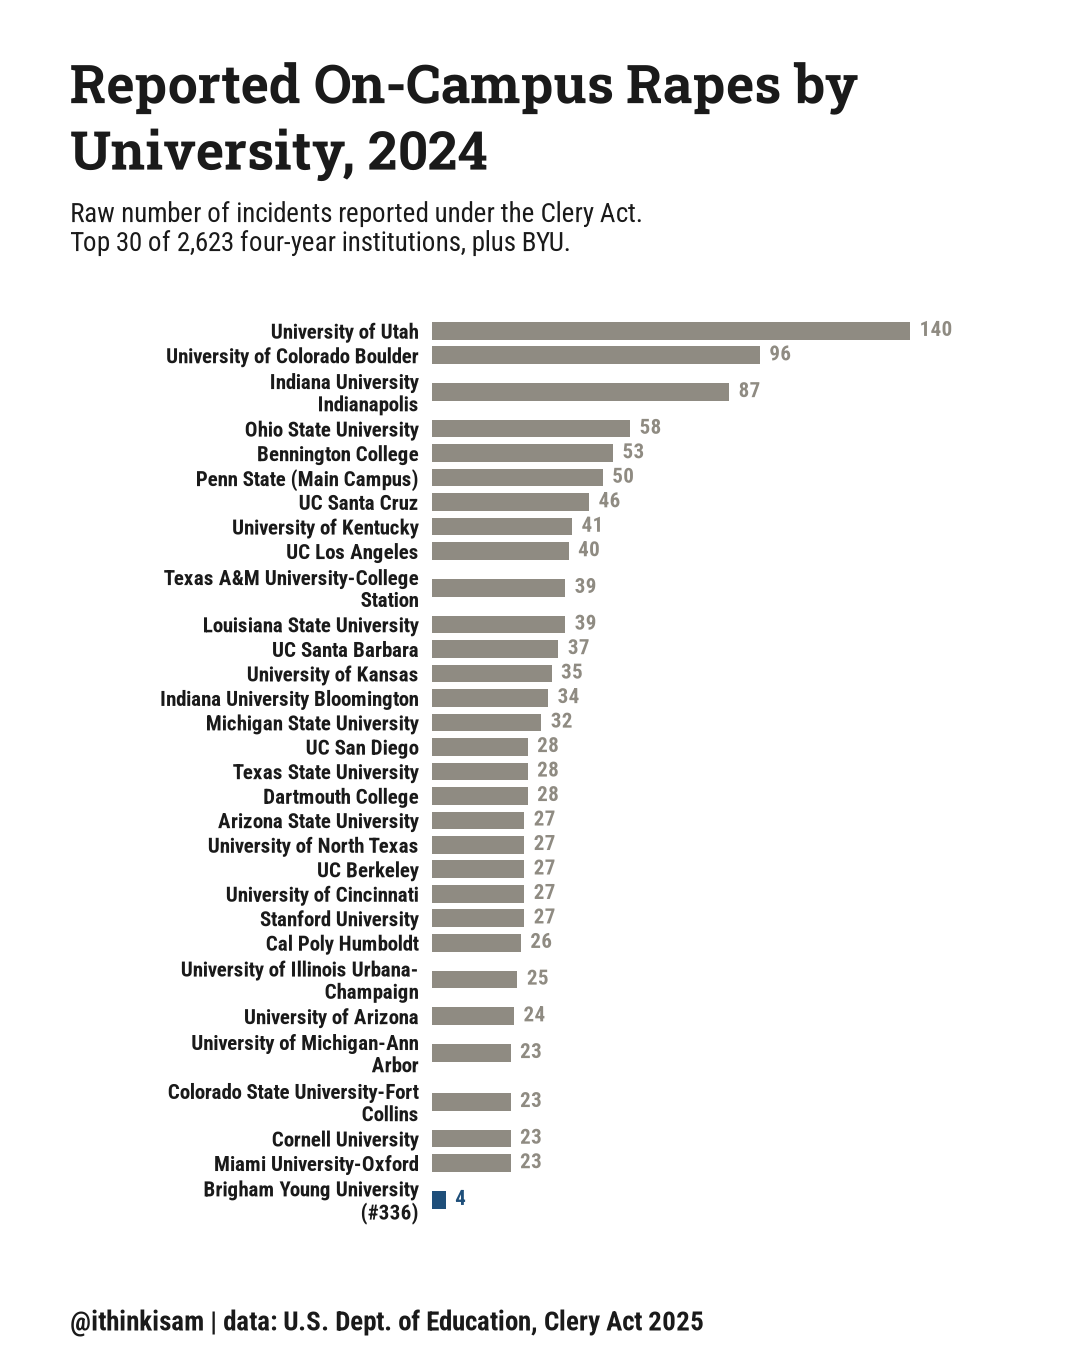 Reported On-Campus Rapes by
University, 2024
Raw number of incidents reported under the Clery Act.
Top 30 of 2,623 four-year institutions, plus BYU.
University of Utah 140
University of Colorado Boulder 96
Indiana University
Indianapolis 87
Ohio State University 58
Bennington College 53
Penn State (Main Campus) 50
UC Santa Cruz 46
University of Kentucky 41
UC Los Angeles 40
Texas A&M University-College
Station 39
Louisiana State University 39
UC Santa Barbara 37
University of Kansas 35
Indiana University Bloomington 34
Michigan State University 32
UC San Diego 28
Texas State University 28
Dartmouth College 28
Arizona State University 27
University of North Texas 27
UC Berkeley 27
University of Cincinnati 27
Stanford University 27
Cal Poly Humboldt 26
University of Illinois Urbana-
Champaign 25
University of Arizona 24
University of Michigan-Ann
Arbor 23
Colorado State University-Fort
Collins 23
Cornell University 23
Miami University-Oxford 23
Brigham Young University
(#336) 4
@ithinkisam | data: U.S. Dept. of Education, Clery Act 2025